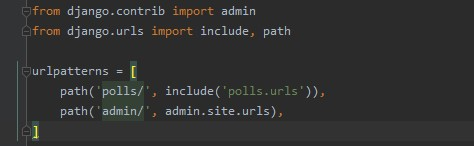 from django.contrib import admin
from django.urls import include, path
urlpatterns = [
path('polls/', include('polls.urls')),
path('admin/', admin.site.urls),
]